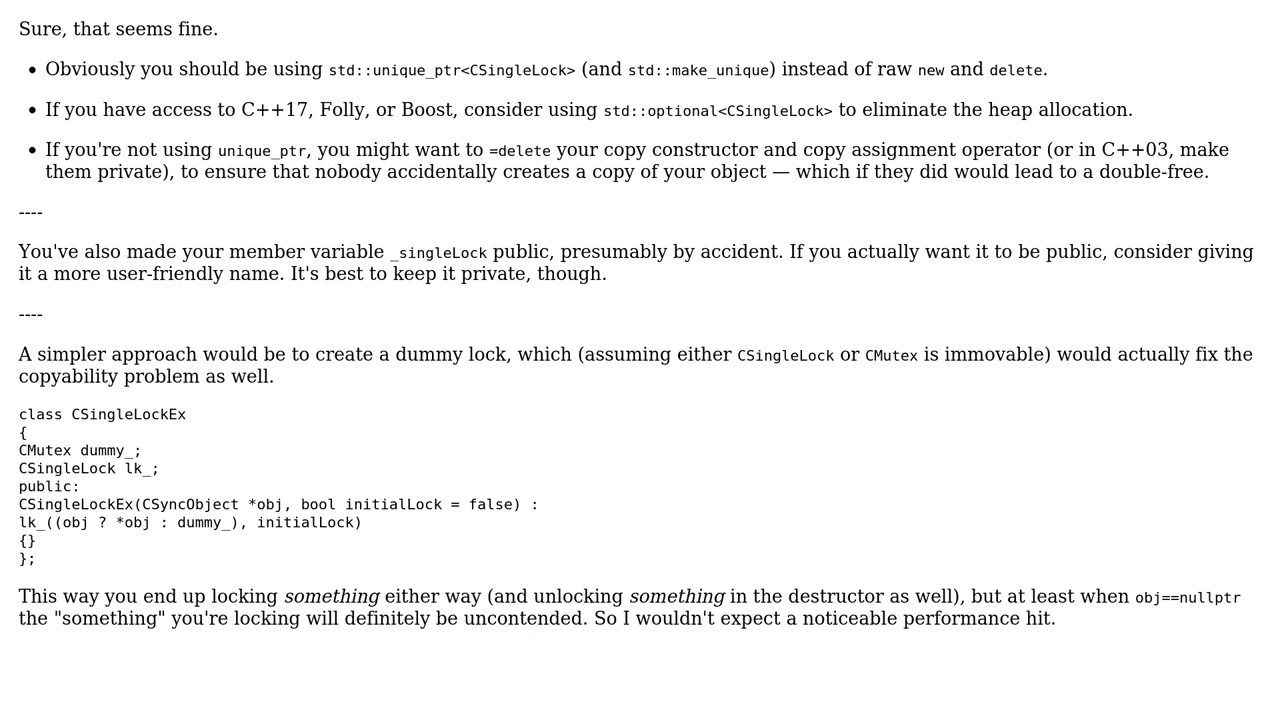 Sure, that seems fine.
• Obviously you should be using std::unique_ptr<CSingleLock> (and std::make_unique) instead of raw new and delete.
• If you have access to C++17, Folly, or Boost, consider using std::optional<CSingleLock> to eliminate the heap allocation.
• If you're not using unique_ptr, you might want to =delete your copy constructor and copy assignment operator (or in C++03, make
them private), to ensure that nobody accidentally creates a copy of your object — which if they did would lead to a double-free.
----
You've also made your member variable _singleLock public, presumably by accident. If you actually want it to be public, consider giving
it a more user-friendly name. It's best to keep it private, though.
----
A simpler approach would be to create a dummy lock, which (assuming either CSingleLock or CMutex is immovable) would actually fix the
copyability problem as well.
class CSingleLockEx
{
CMutex dummy_;
CSingleLock lk_;
public:
CSingleLockEx(CSyncObject *obj, bool initialLock = false) :
lk_((obj ? *obj : dummy_), initialLock)
{}
};
This way you end up locking something either way (and unlocking something in the destructor as well), but at least when obj==nullptr
the "something" you're locking will definitely be uncontended. So I wouldn't expect a noticeable performance hit.